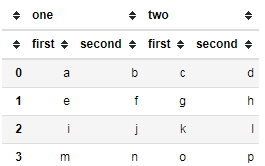 one two
first second first second
0 a b c d
1 e f g h
2 i j k l
3 m n o p